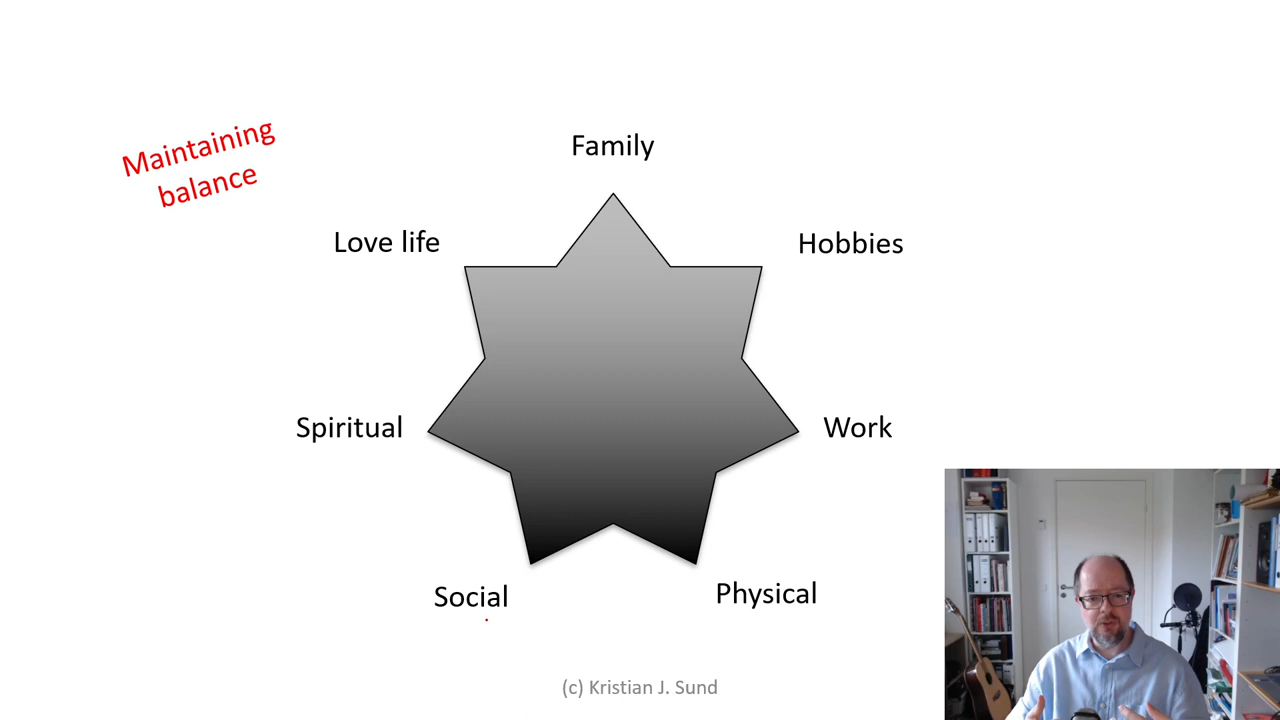 Maintaining
balance
Family
Love life
Hobbies
Spiritual
Work
Social
Physical
(c) Kristian J. Sund